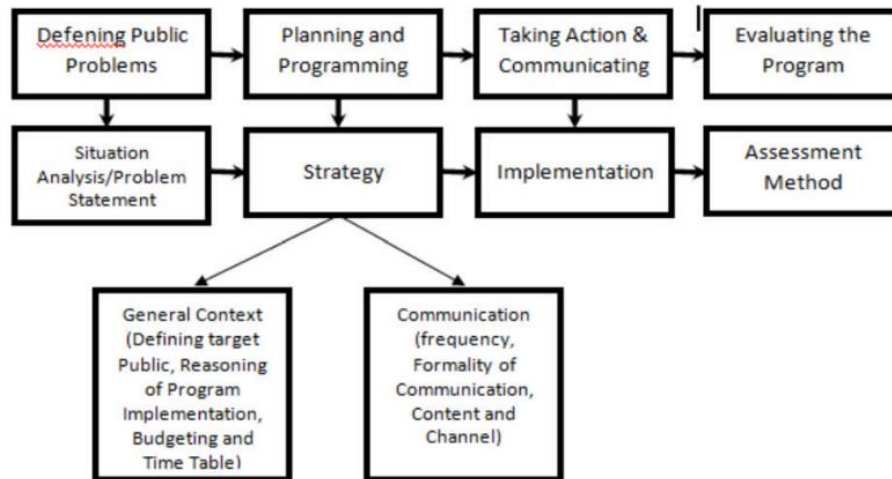 Defening Public
Problems
Planning and
Programming
Taking Action &
Communicating
Evaluating the
Program
Situation
Analysis/Problem
Statement
Strategy
Implementation
Assessment
Method
General Context
(Defining target
Public, Reasoning
of Program
Implementation,
Budgeting and
Time Table)
Communication
(frequency,
Formality of
Communication,
Content and
Channel)